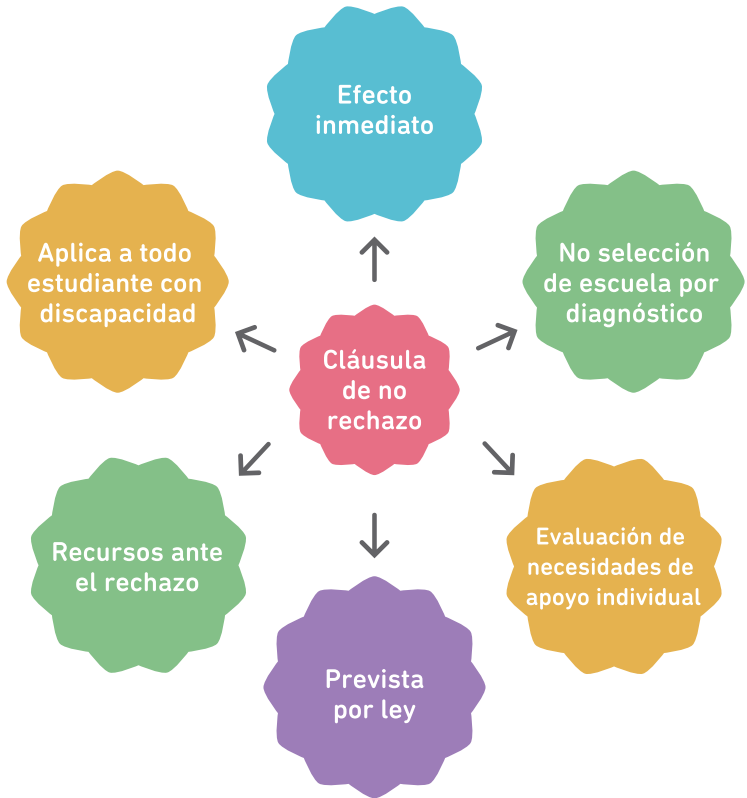 Efecto
inmediato
Aplica a todo
estudiante con
discapacidad
No selección
de escuela por
diagnóstico
Cláusula
de no
rechazo
Recursos ante
el rechazo
Evaluación de
necesidades de
apoyo individual
Prevista
por ley